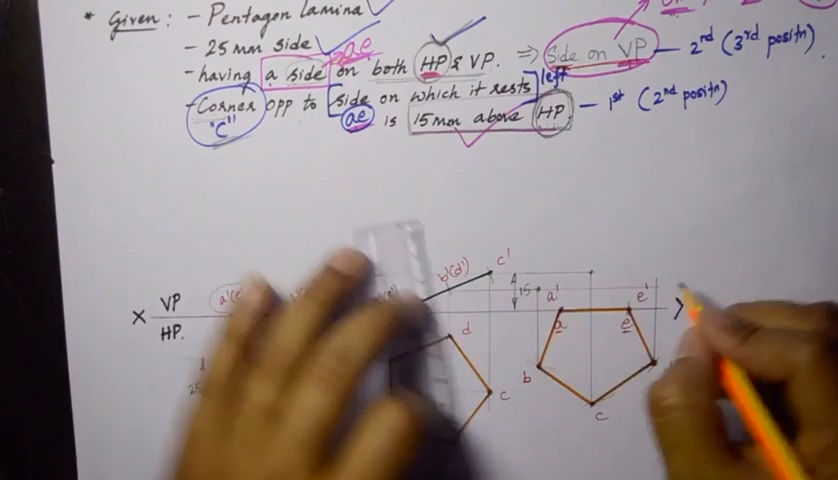 * Given: - Pentagon Lamina
- 25 mm side
ae
- having a side on both HP & VP. ⇒ Side on VP — 2nd (3rd positn)
- Corner opp to side on which it rests left
"C" ae is 15 mm above HP — 1st (2nd positn)
X VP
HP.
b'(d') c'
15
a' e'
a e
d
b
c
c